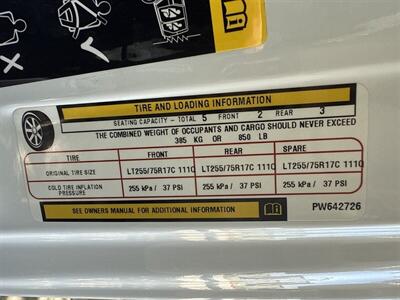 TIRE AND LOADING INFORMATION
SEATING CAPACITY - TOTAL 5 FRONT 2 REAR 3
THE COMBINED WEIGHT OF OCCUPANTS AND CARGO SHOULD NEVER EXCEED
385 KG OR 850 LB
TIRE FRONT REAR SPARE
ORIGINAL TIRE SIZE LT255/75R17C 111Q LT255/75R17C 111Q LT255/75R17C 111Q
COLD TIRE INFLATION PRESSURE 255 kPa / 37 PSI 255 kPa / 37 PSI 255 kPa / 37 PSI
SEE OWNERS MANUAL FOR ADDITIONAL INFORMATION PW642726